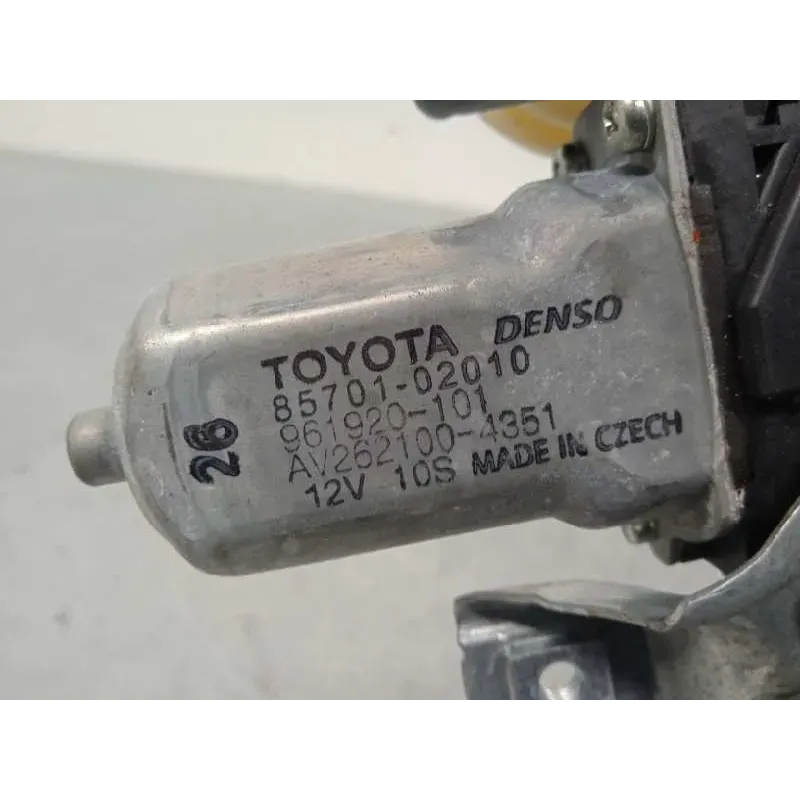 TOYOTA DENSO
85701-02010
961920-101
AV262100-4351
12V 10S MADE IN CZECH
26